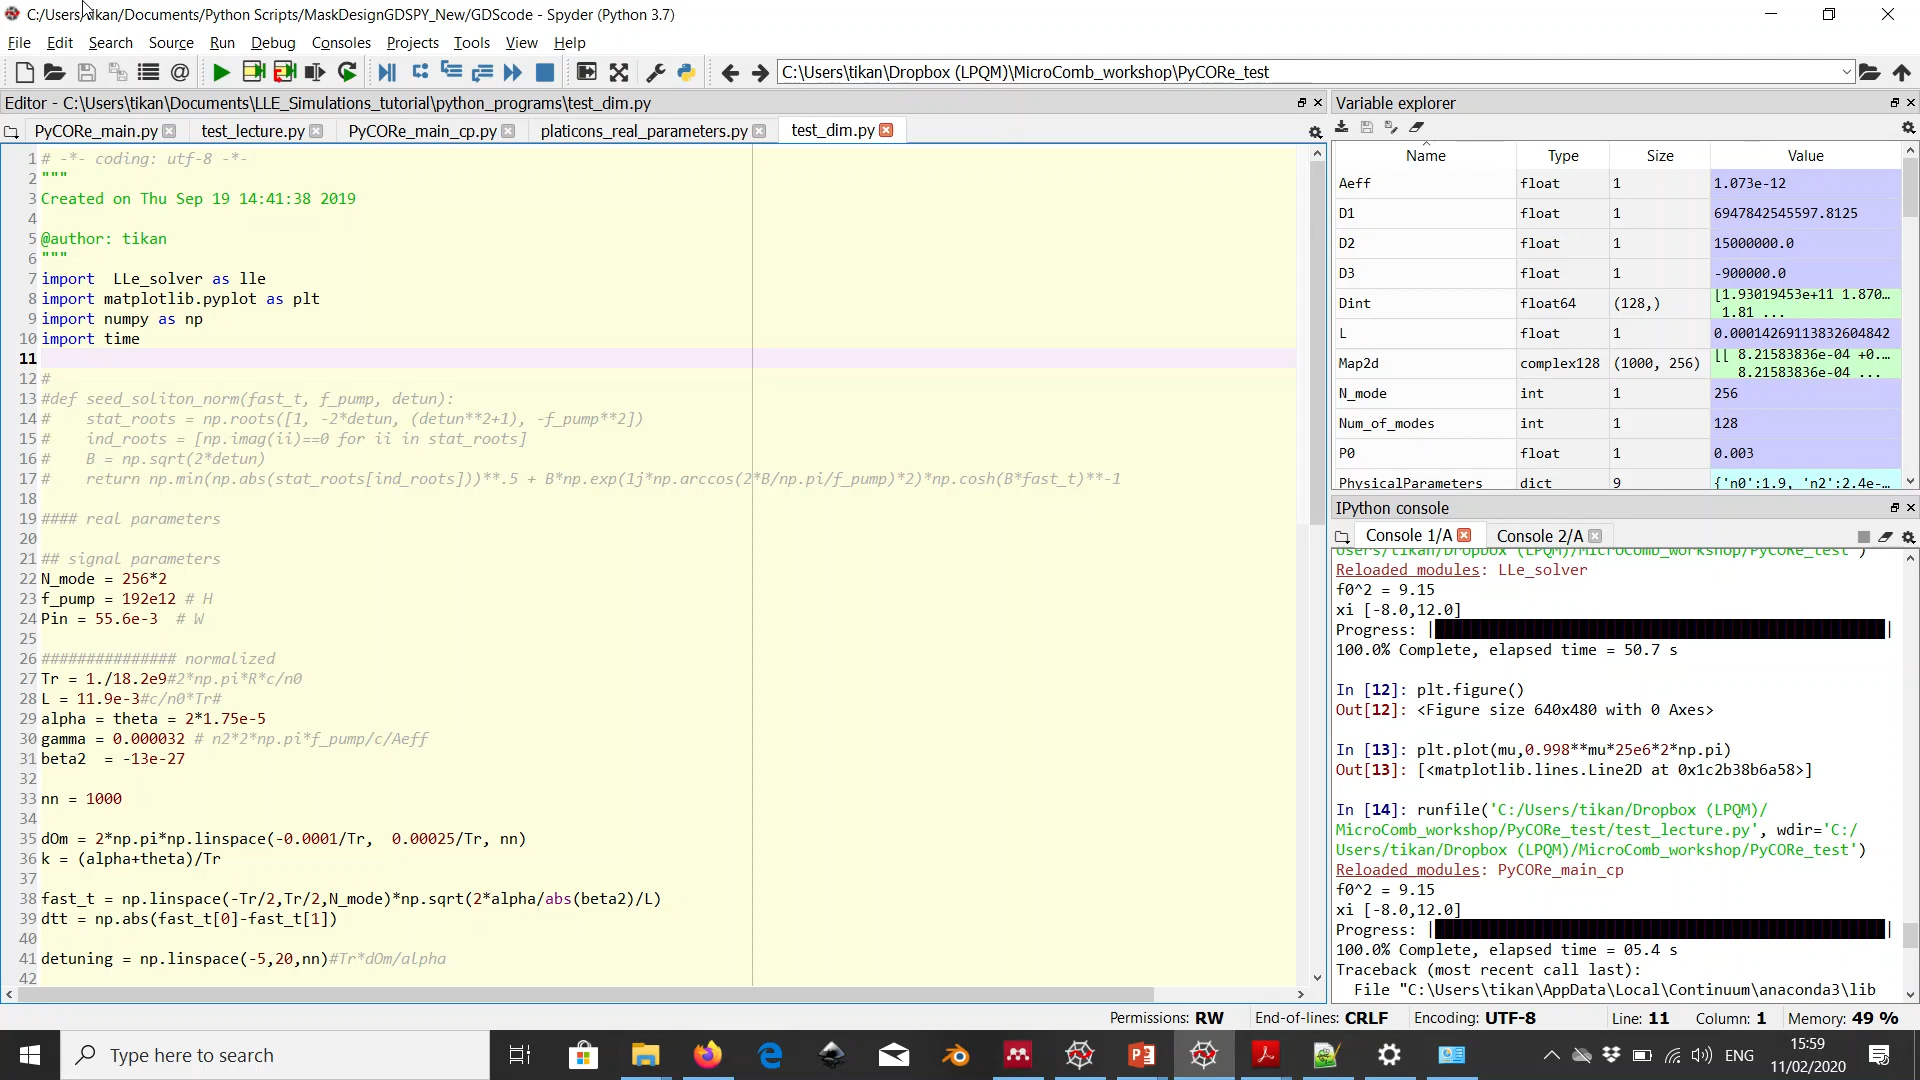 C:/Users/tikan/Documents/Python Scripts/MaskDesignGDSPY_New/GDScode - Spyder (Python 3.7)
File Edit Search Source Run Debug Consoles Projects Tools View Help
C:\Users\tikan\Dropbox (LPQM)\MicroComb_workshop\PyCORe_test
Editor - C:\Users\tikan\Documents\LLE_Simulations_tutorial\python_programs\test_dim.py
PyCORe_main.py test_lecture.py PyCORe_main_cp.py platicons_real_parameters.py test_dim.py
1 # -*- coding: utf-8 -*-
2 """
3 Created on Thu Sep 19 14:41:38 2019
4
5 @author: tikan
6 """
7 import  LLe_solver as lle
8 import matplotlib.pyplot as plt
9 import numpy as np
10 import time
11
12 #
13 #def seed_soliton_norm(fast_t, f_pump, detun):
14 #    stat_roots = np.roots([1, -2*detun, (detun**2+1), -f_pump**2])
15 #    ind_roots = [np.imag(ii)==0 for ii in stat_roots]
16 #    B = np.sqrt(2*detun)
17 #    return np.min(np.abs(stat_roots[ind_roots]))**.5 + B*np.exp(1j*np.arccos(2*B/np.pi/f_pump)*2)*np.cosh(B*fast_t)**-1
18
19 #### real parameters
20
21 ## signal parameters
22 N_mode = 256*2
23 f_pump = 192e12 # H
24 Pin = 55.6e-3  # W
25
26 ############### normalized
27 Tr = 1./18.2e9#2*np.pi*R*c/n0
28 L = 11.9e-3#c/n0*Tr#
29 alpha = theta = 2*1.75e-5
30 gamma = 0.000032 # n2*2*np.pi*f_pump/c/Aeff
31 beta2  = -13e-27
32
33 nn = 1000
34
35 dOm = 2*np.pi*np.linspace(-0.0001/Tr,  0.00025/Tr, nn)
36 k = (alpha+theta)/Tr
37
38 fast_t = np.linspace(-Tr/2,Tr/2,N_mode)*np.sqrt(2*alpha/abs(beta2)/L)
39 dtt = np.abs(fast_t[0]-fast_t[1])
40
41 detuning = np.linspace(-5,20,nn)#Tr*dOm/alpha
42
Variable explorer
Name Type Size Value
Aeff float 1 1.073e-12
D1 float 1 6947842545597.8125
D2 float 1 15000000.0
D3 float 1 -900000.0
Dint float64 (128,) [1.93019453e+11 1.870…
1.81 ...
L float 1 0.00014269113832604842
Map2d complex128 (1000, 256) [[ 8.21583836e-04 +0.…
8.21583836e-04 ...
N_mode int 1 256
Num_of_modes int 1 128
P0 float 1 0.003
PhysicalParameters dict 9 {'n0':1.9, 'n2':2.4e-…
IPython console
Console 1/A Console 2/A
Users/tikan/Dropbox (LPQM)/MicroComb_workshop/PyCORe_test')
Reloaded modules: LLe_solver
f0^2 = 9.15
xi [-8.0,12.0]
Progress: | |
100.0% Complete, elapsed time = 50.7 s
In [12]: plt.figure()
Out[12]: <Figure size 640x480 with 0 Axes>
In [13]: plt.plot(mu,0.998**mu*25e6*2*np.pi)
Out[13]: [<matplotlib.lines.Line2D at 0x1c2b38b6a58>]
In [14]: runfile('C:/Users/tikan/Dropbox (LPQM)/
MicroComb_workshop/PyCORe_test/test_lecture.py', wdir='C:/
Users/tikan/Dropbox (LPQM)/MicroComb_workshop/PyCORe_test')
Reloaded modules: PyCORe_main_cp
f0^2 = 9.15
xi [-8.0,12.0]
Progress: | |
100.0% Complete, elapsed time = 05.4 s
Traceback (most recent call last):
File "C:\Users\tikan\AppData\Local\Continuum\anaconda3\lib
Permissions: RW End-of-lines: CRLF Encoding: UTF-8 Line: 11 Column: 1 Memory: 49 %
Type here to search
ENG
15:59
11/02/2020